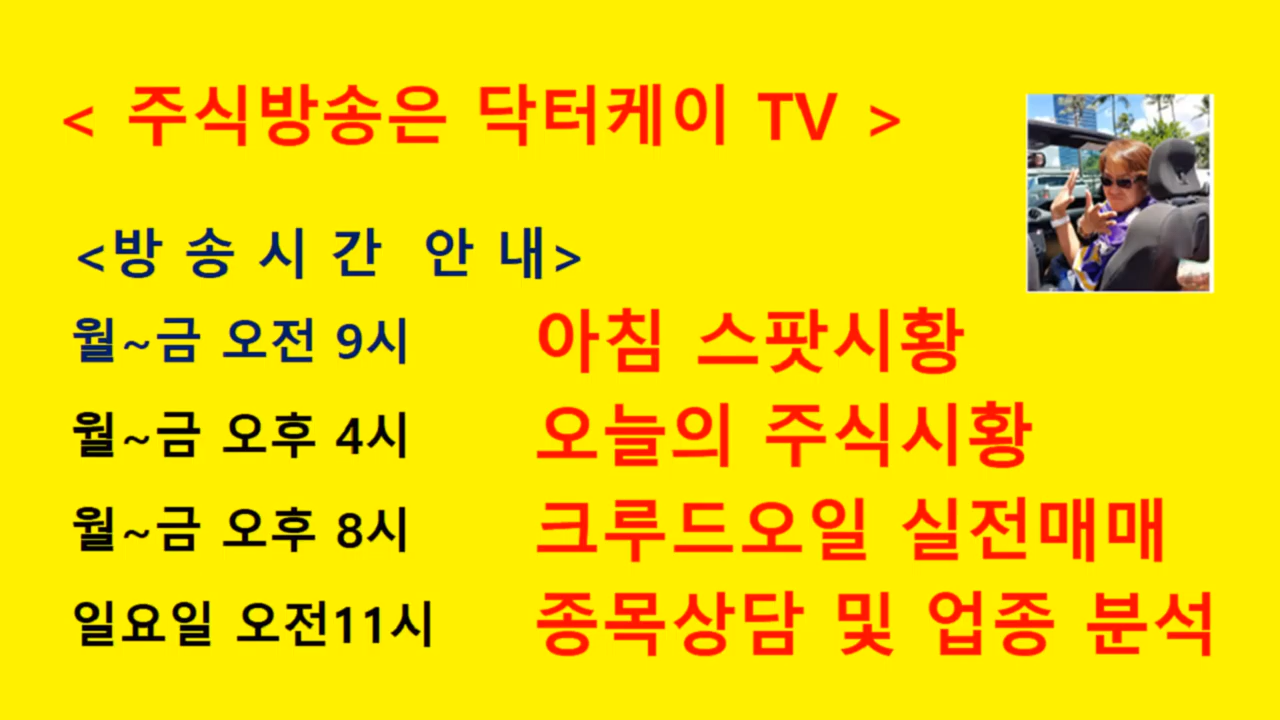 < 주식방송은 닥터케이 TV >
<방 송 시 간 안 내>
월~금 오전 9시 아침 스팟시황
월~금 오후 4시 오늘의 주식시황
월~금 오후 8시 크루드오일 실전매매
일요일 오전11시 종목상담 및 업종 분석